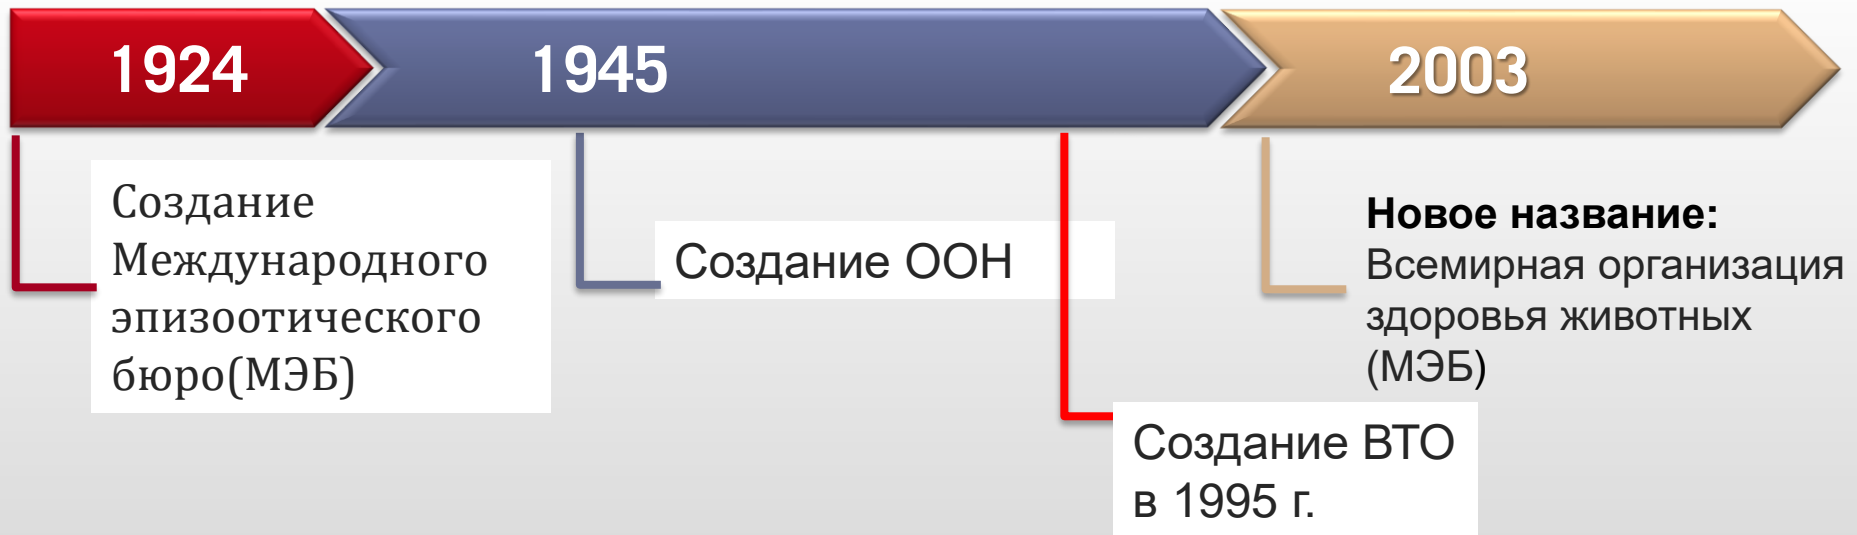 1924
1945
2003
Создание
Международного
эпизоотического
бюро(МЭБ)
Создание ООН
Новое название:
Всемирная организация
здоровья животных
(МЭБ)
Создание ВТО
в 1995 г.